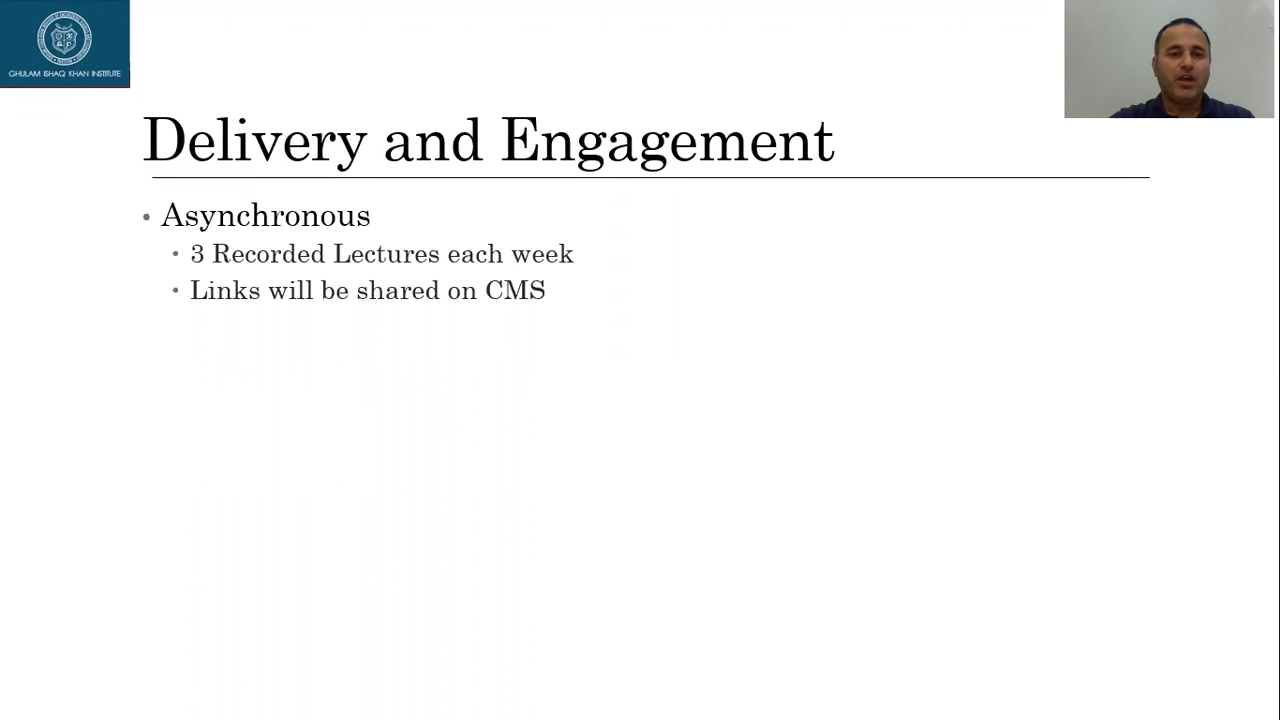 GHULAM ISHAQ KHAN INSTITUTE
Delivery and Engagement
• Asynchronous
• 3 Recorded Lectures each week
• Links will be shared on CMS